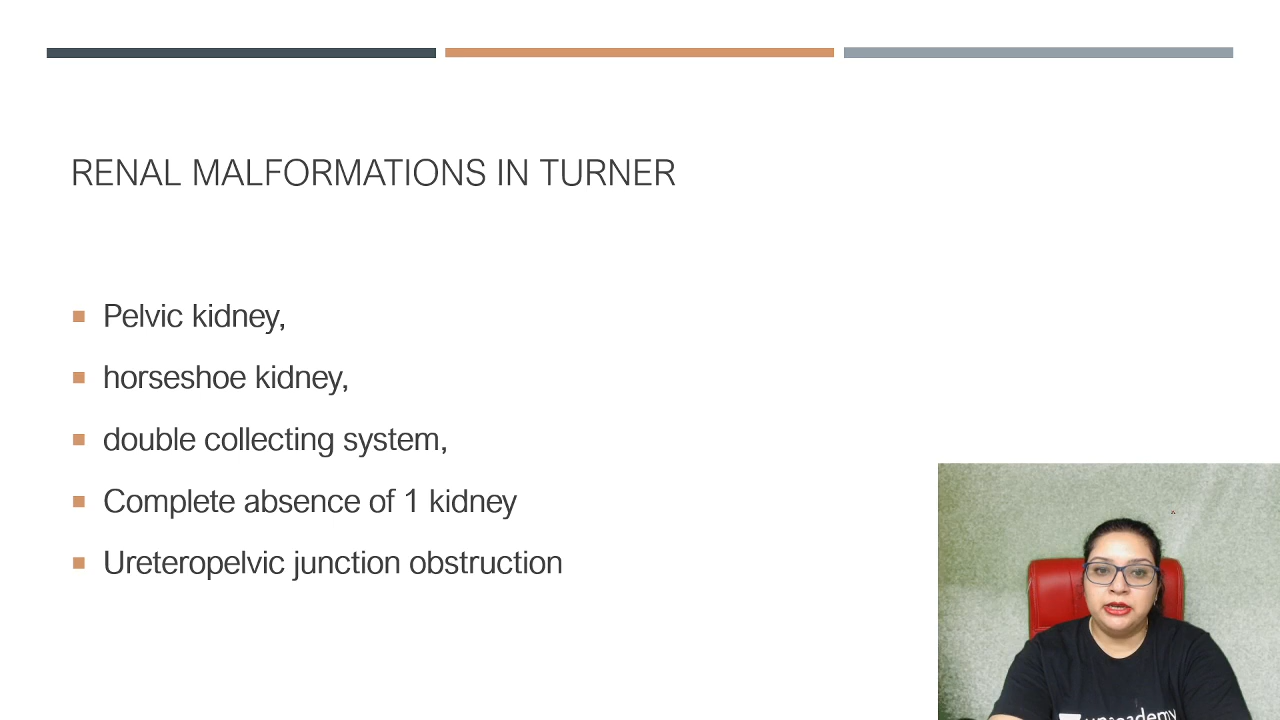 RENAL MALFORMATIONS IN TURNER
Pelvic kidney,
horseshoe kidney,
double collecting system,
Complete absence of 1 kidney
Ureteropelvic junction obstruction
unacademy